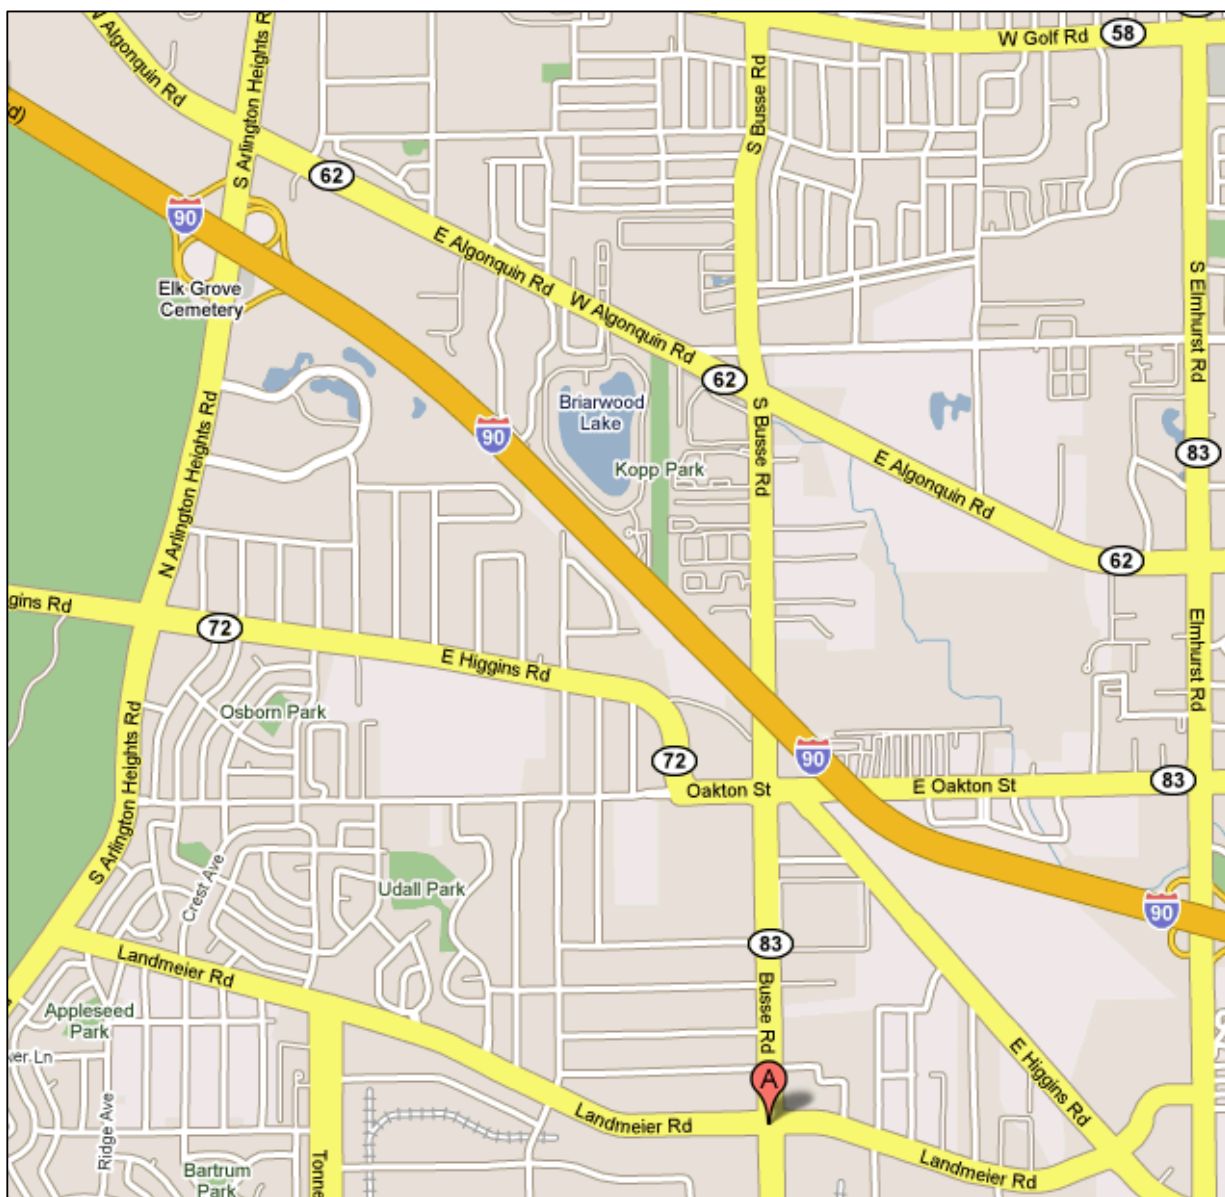 W Golf Rd
58
N Algonquin Rd
S Arlington Heights R
S Busse Rd
62
90
E Algonquin Rd
W Algonquin Rd
S Elmhurst Rd
Elk Grove
Cemetery
62
Briarwood
Lake
S Busse Rd
90
Kopp Park
E Algonquin Rd
83
N Arlington Heights Rd
62
gins Rd
72
E Higgins Rd
Elmhurst Rd
Osborn Park
S Arlington Heights Rd
72
90
Oakton St
E Oakton St
83
Crest Ave
Udall Park
90
Landmeier Rd
83
Appleseed
Park
Busse Rd
ver Ln
E Higgins Rd
A
Ridge Ave
Landmeier Rd
Tonne
Landmeier Rd
Bartrum
Park